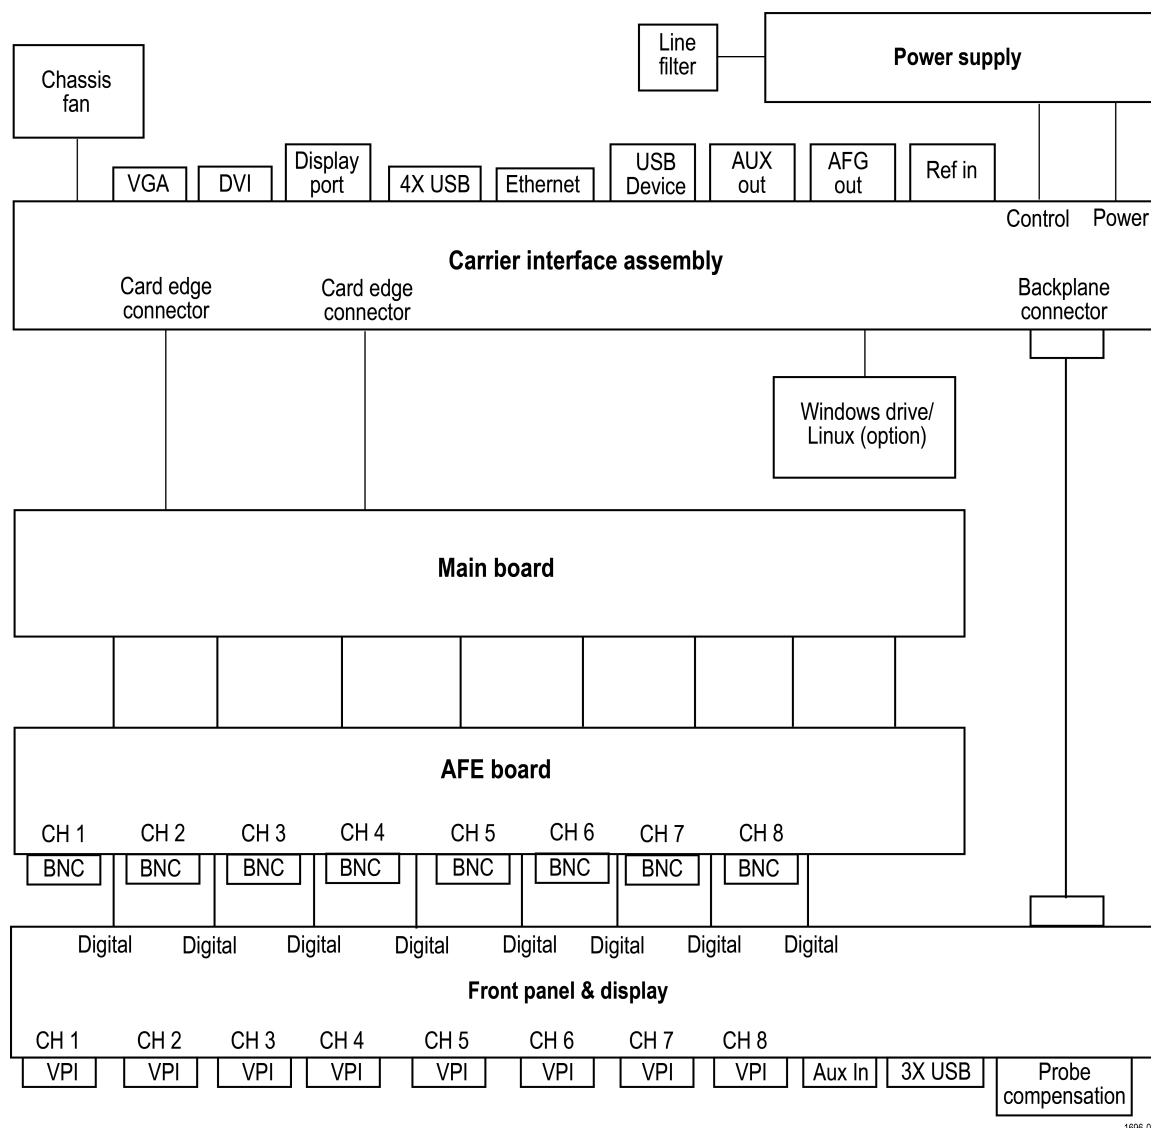 Line
filter
Power supply
Chassis
fan
VGA
DVI
Display
port
4X USB
Ethernet
USB
Device
AUX
out
AFG
out
Ref in
Control
Power
Carrier interface assembly
Card edge
connector
Card edge
connector
Backplane
connector
Windows drive/
Linux (option)
Main board
AFE board
CH 1
CH 2
CH 3
CH 4
CH 5
CH 6
CH 7
CH 8
BNC
BNC
BNC
BNC
BNC
BNC
BNC
BNC
Digital
Digital
Digital
Digital
Digital
Digital
Digital
Digital
Front panel & display
CH 1
CH 2
CH 3
CH 4
CH 5
CH 6
CH 7
CH 8
VPI
VPI
VPI
VPI
VPI
VPI
VPI
VPI
Aux In
3X USB
Probe
compensation